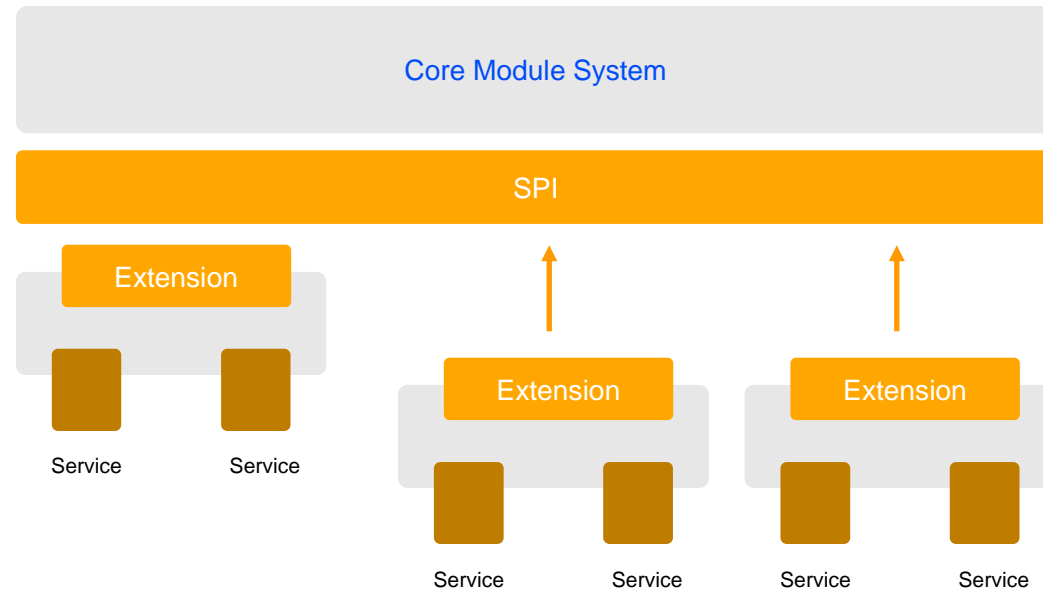 Core Module System
SPI
Extension
Service
Service
Extension
Extension
Service
Service
Service
Service